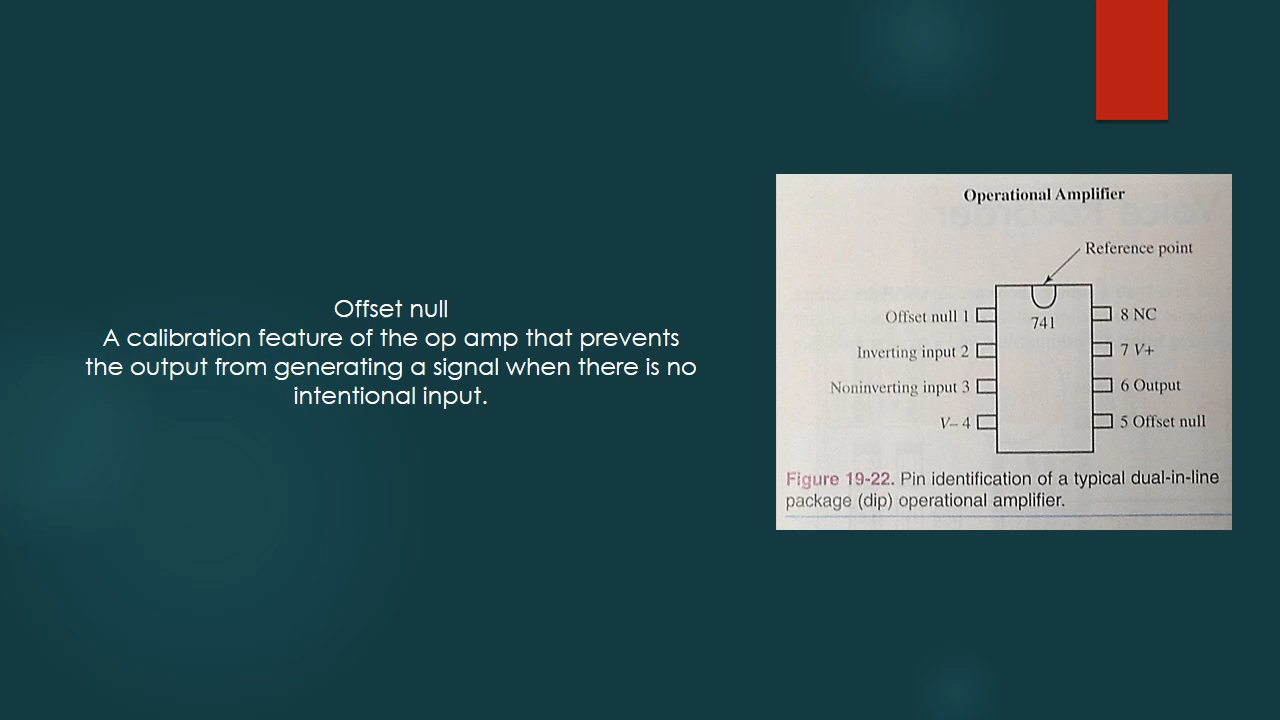 Offset null
A calibration feature of the op amp that prevents
the output from generating a signal when there is no
intentional input.
Operational Amplifier
Reference point
741
Offset null 1
Inverting input 2
Noninverting input 3
V– 4
8 NC
7 V+
6 Output
5 Offset null
Figure 19-22. Pin identification of a typical dual-in-line
package (dip) operational amplifier.